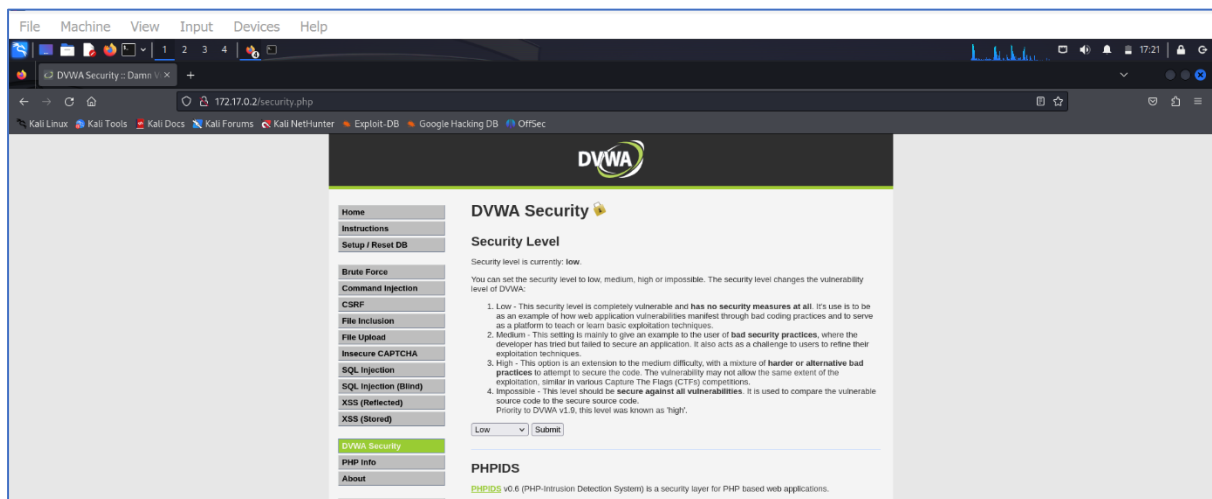 File Machine View Input Devices Help
1 2 3 4 17:21
DVWA Security :: Damn V
172.17.0.2/security.php
Kali Linux Kali Tools Kali Docs Kali Forums Kali NetHunter Exploit-DB Google Hacking DB OffSec
DVWA
Home
Instructions
Setup / Reset DB
Brute Force
Command Injection
CSRF
File Inclusion
File Upload
Insecure CAPTCHA
SQL Injection
SQL Injection (Blind)
XSS (Reflected)
XSS (Stored)
DVWA Security
PHP Info
About
DVWA Security
Security Level
Security level is currently: low.
You can set the security level to low, medium, high or impossible. The security level changes the vulnerability
level of DVWA:
1. Low - This security level is completely vulnerable and has no security measures at all. It's use is to be
as an example of how web application vulnerabilities manifest through bad coding practices and to serve
as a platform to teach or learn basic exploitation techniques.
2. Medium - This setting is mainly to give an example to the user of bad security practices, where the
developer has tried but failed to secure an application. It also acts as a challenge to users to refine their
exploitation techniques.
3. High - This option is an extension to the medium difficulty, with a mixture of harder or alternative bad
practices to attempt to secure the code. The vulnerability may not allow the same extent of the
exploitation, similar in various Capture The Flags (CTFs) competitions.
4. Impossible - This level should be secure against all vulnerabilities. It is used to compare the vulnerable
source code to the secure source code.
Priority to DVWA v1.9, this level was known as 'high'.
Low Submit
PHPIDS
PHPIDS v0.6 (PHP-Intrusion Detection System) is a security layer for PHP based web applications.